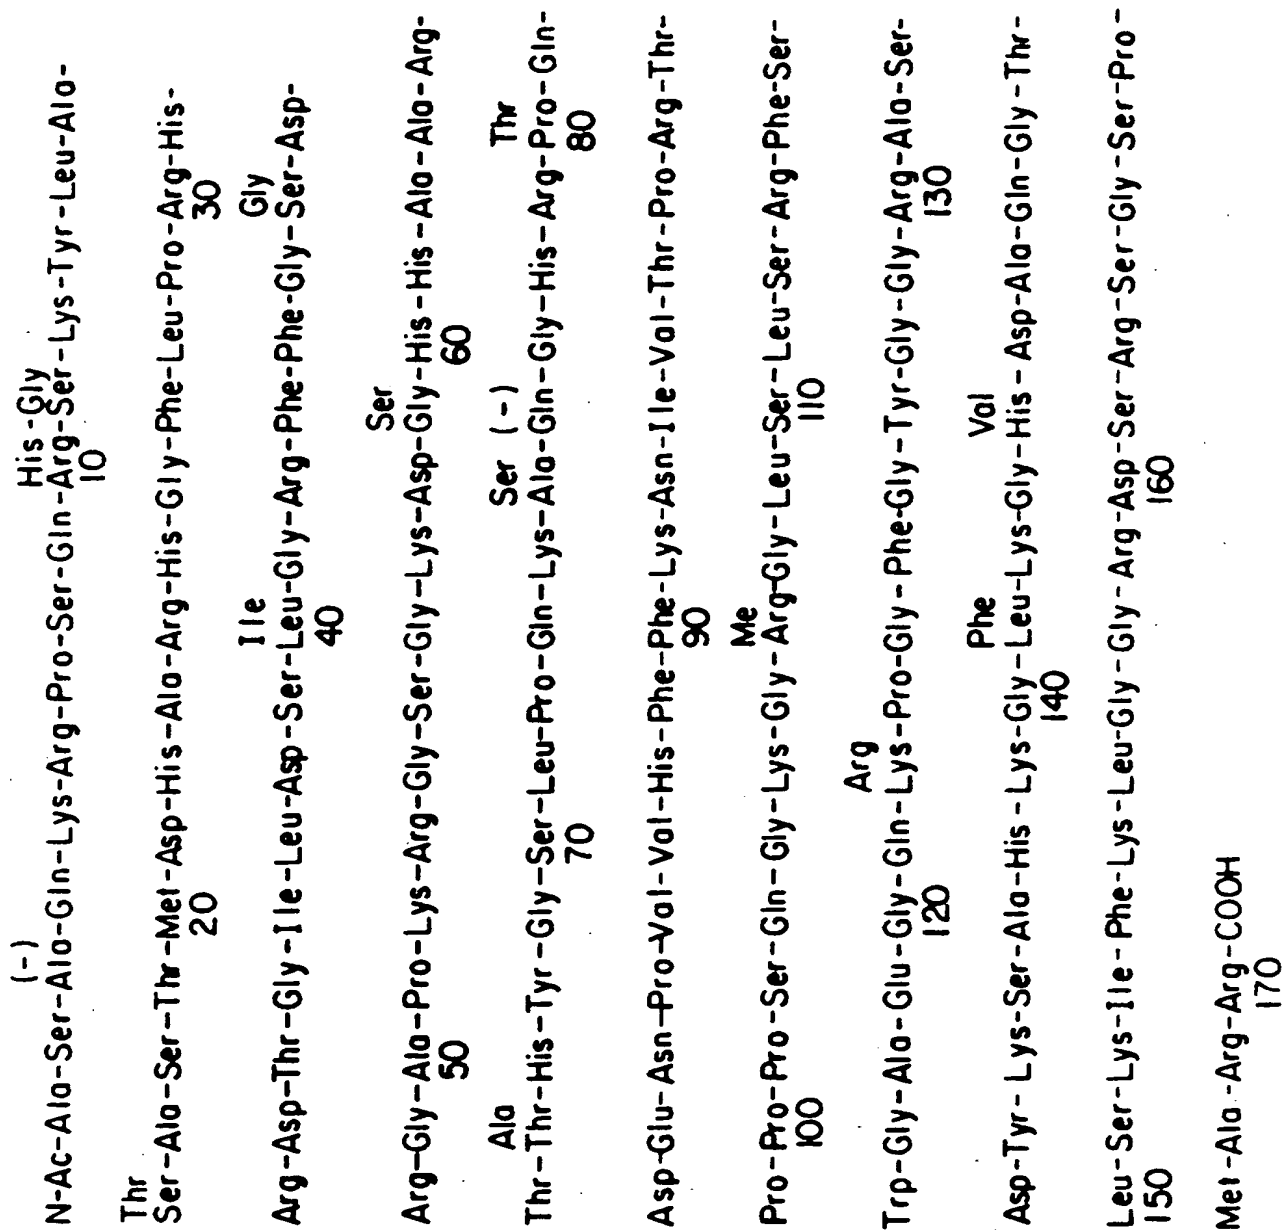 (-) His-Gly
N-Ac-Ala-Ser-Ala-Gln-Lys-Arg-Pro-Ser-Gln-Arg-Ser-Lys-Tyr-Leu-Ala-
10
Thr
Ser-Ala-Ser-Thr-Met-Asp-His-Ala-Arg-His-Gly-Phe-Leu-Pro-Arg-His-
20 30
Ile Gly
Arg-Asp-Thr-Gly-Ile-Leu-Asp-Ser-Leu-Gly-Arg-Phe-Phe-Gly-Ser-Asp-
40
Ser
Arg-Gly-Ala-Pro-Lys-Arg-Gly-Ser-Gly-Lys-Asp-Gly-His-His-Ala-Ala-Arg-
50 60
Ala Ser (-) Thr
Thr-Thr-His-Tyr-Gly-Ser-Leu-Pro-Gln-Lys-Ala-Gln-Gly-His-Arg-Pro-Gln-
70 80
Asp-Glu-Asn-Pro-Val-Val-His-Phe-Phe-Lys-Asn-Ile-Val-Thr-Pro-Arg-Thr-
90
Me
Pro-Pro-Pro-Ser-Gln-Gly-Lys-Gly-Arg-Gly-Leu-Ser-Leu-Ser-Arg-Phe-Ser-
100 110
Arg
Trp-Gly-Ala-Glu-Gly-Gln-Lys-Pro-Gly-Phe-Gly-Tyr-Gly-Gly-Arg-Ala-Ser-
120 130
Phe Val
Asp-Tyr-Lys-Ser-Ala-His-Lys-Gly-Leu-Lys-Gly-His-Asp-Ala-Gln-Gly-Thr-
140
Leu-Ser-Lys-Ile-Phe-Lys-Leu-Gly-Gly-Arg-Asp-Ser-Arg-Ser-Gly-Ser-Pro-
150 160
Met-Ala-Arg-Arg-COOH
170